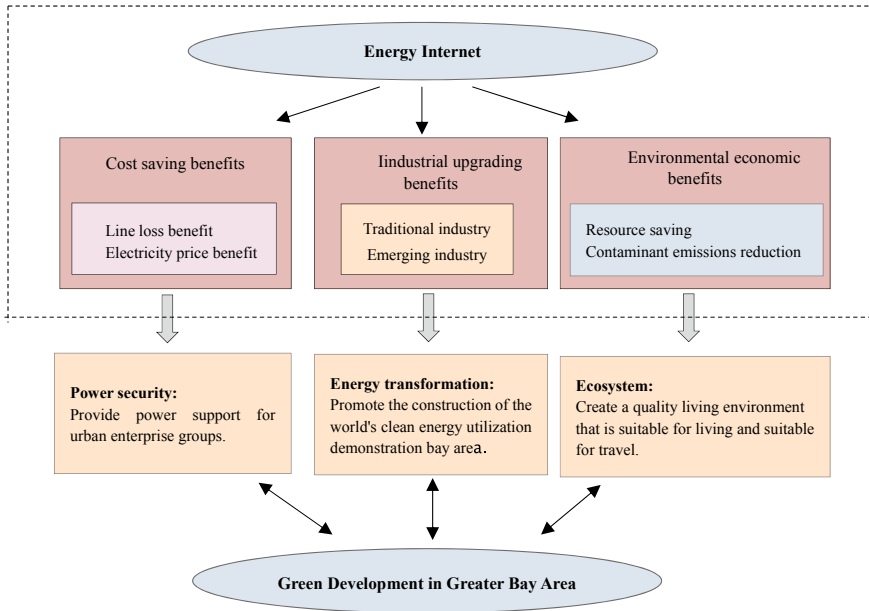 Energy Internet
Cost saving benefits
Line loss benefit
Electricity price benefit
Iindustrial upgrading
benefits
Traditional industry
Emerging industry
Environmental economic
benefits
Resource saving
Contaminant emissions reduction
Power security:
Provide power support for
urban enterprise groups.
Energy transformation:
Promote the construction of the
world's clean energy utilization
demonstration bay area.
Ecosystem:
Create a quality living environment
that is suitable for living and suitable
for travel.
Green Development in Greater Bay Area